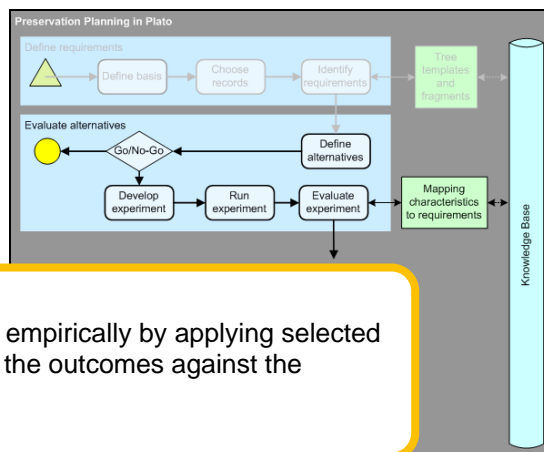 Preservation Planning in Plato
Define requirements
Define basis
Choose
records
Identify
requirements
Tree
templates
and
fragments
Evaluate alternatives
Go/No-Go
Define
alternatives
Develop
experiment
Run
experiment
Evaluate
experiment
Mapping
characteristics
to requirements
Knowledge Base
empirically by applying selected
the outcomes against the